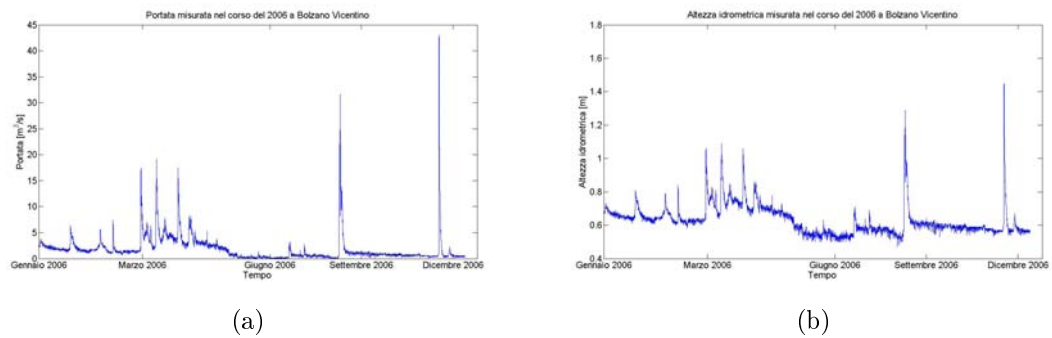 Portata misurata nel corso del 2006 a Bolzano Vicentino
45
40
35
30
25
20
15
10
5
0
Portata [m³/s]
Gennaio 2006 Marzo 2006 Giugno 2006 Settembre 2006 Dicembre 2006
Tempo
(a)
Altezza idrometrica misurata nel corso del 2006 a Bolzano Vicentino
1.8
1.6
1.4
1.2
1
0.8
0.6
0.4
Altezza idrometrica [m]
Gennaio 2006 Marzo 2006 Giugno 2006 Settembre 2006 Dicembre 2006
Tempo
(b)